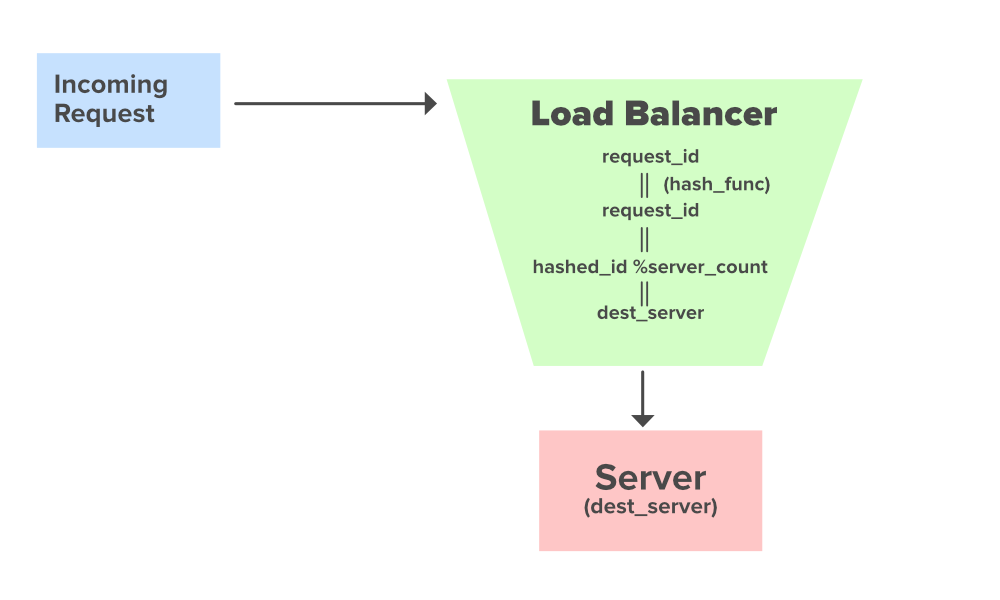 Incoming
Request
Load Balancer
request_id
(hash_func)
request_id
hashed_id %server_count
dest_server
Server
(dest_server)